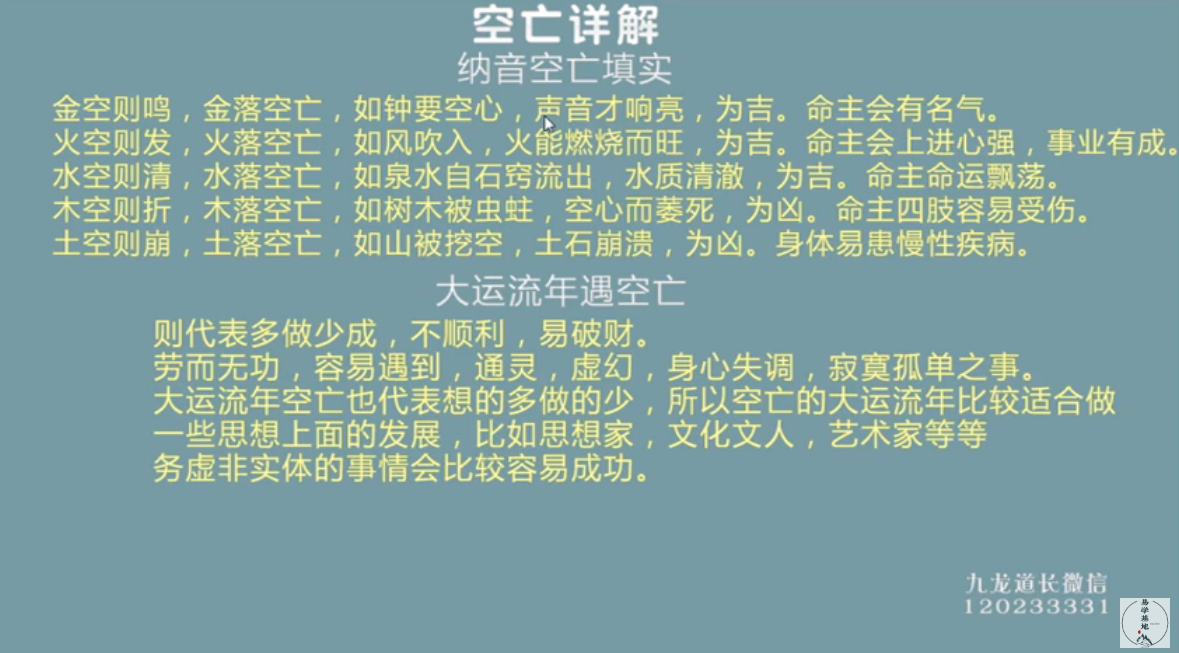 空亡详解
纳音空亡填实
金空则鸣，金落空亡，如钟要空心，声音才响亮，为吉。命主会有名气。
火空则发，火落空亡，如风吹入，火能燃烧而旺，为吉。命主会上进心强，事业有成。
水空则清，水落空亡，如泉水自石窍流出，水质清澈，为吉。命主命运飘荡。
木空则折，木落空亡，如树木被虫蛀，空心而萎死，为凶。命主四肢容易受伤。
土空则崩，土落空亡，如山被挖空，土石崩溃，为凶。身体易患慢性疾病。
大运流年遇空亡
则代表多做少成，不顺利，易破财。
劳而无功，容易遇到，通灵，虚幻，身心失调，寂寞孤单之事。
大运流年空亡也代表想的多做的少，所以空亡的大运流年比较适合做
一些思想上面的发展，比如思想家，文化文人，艺术家等等
务虚非实体的事情会比较容易成功。
九龙道长微信
120233331
易学基地